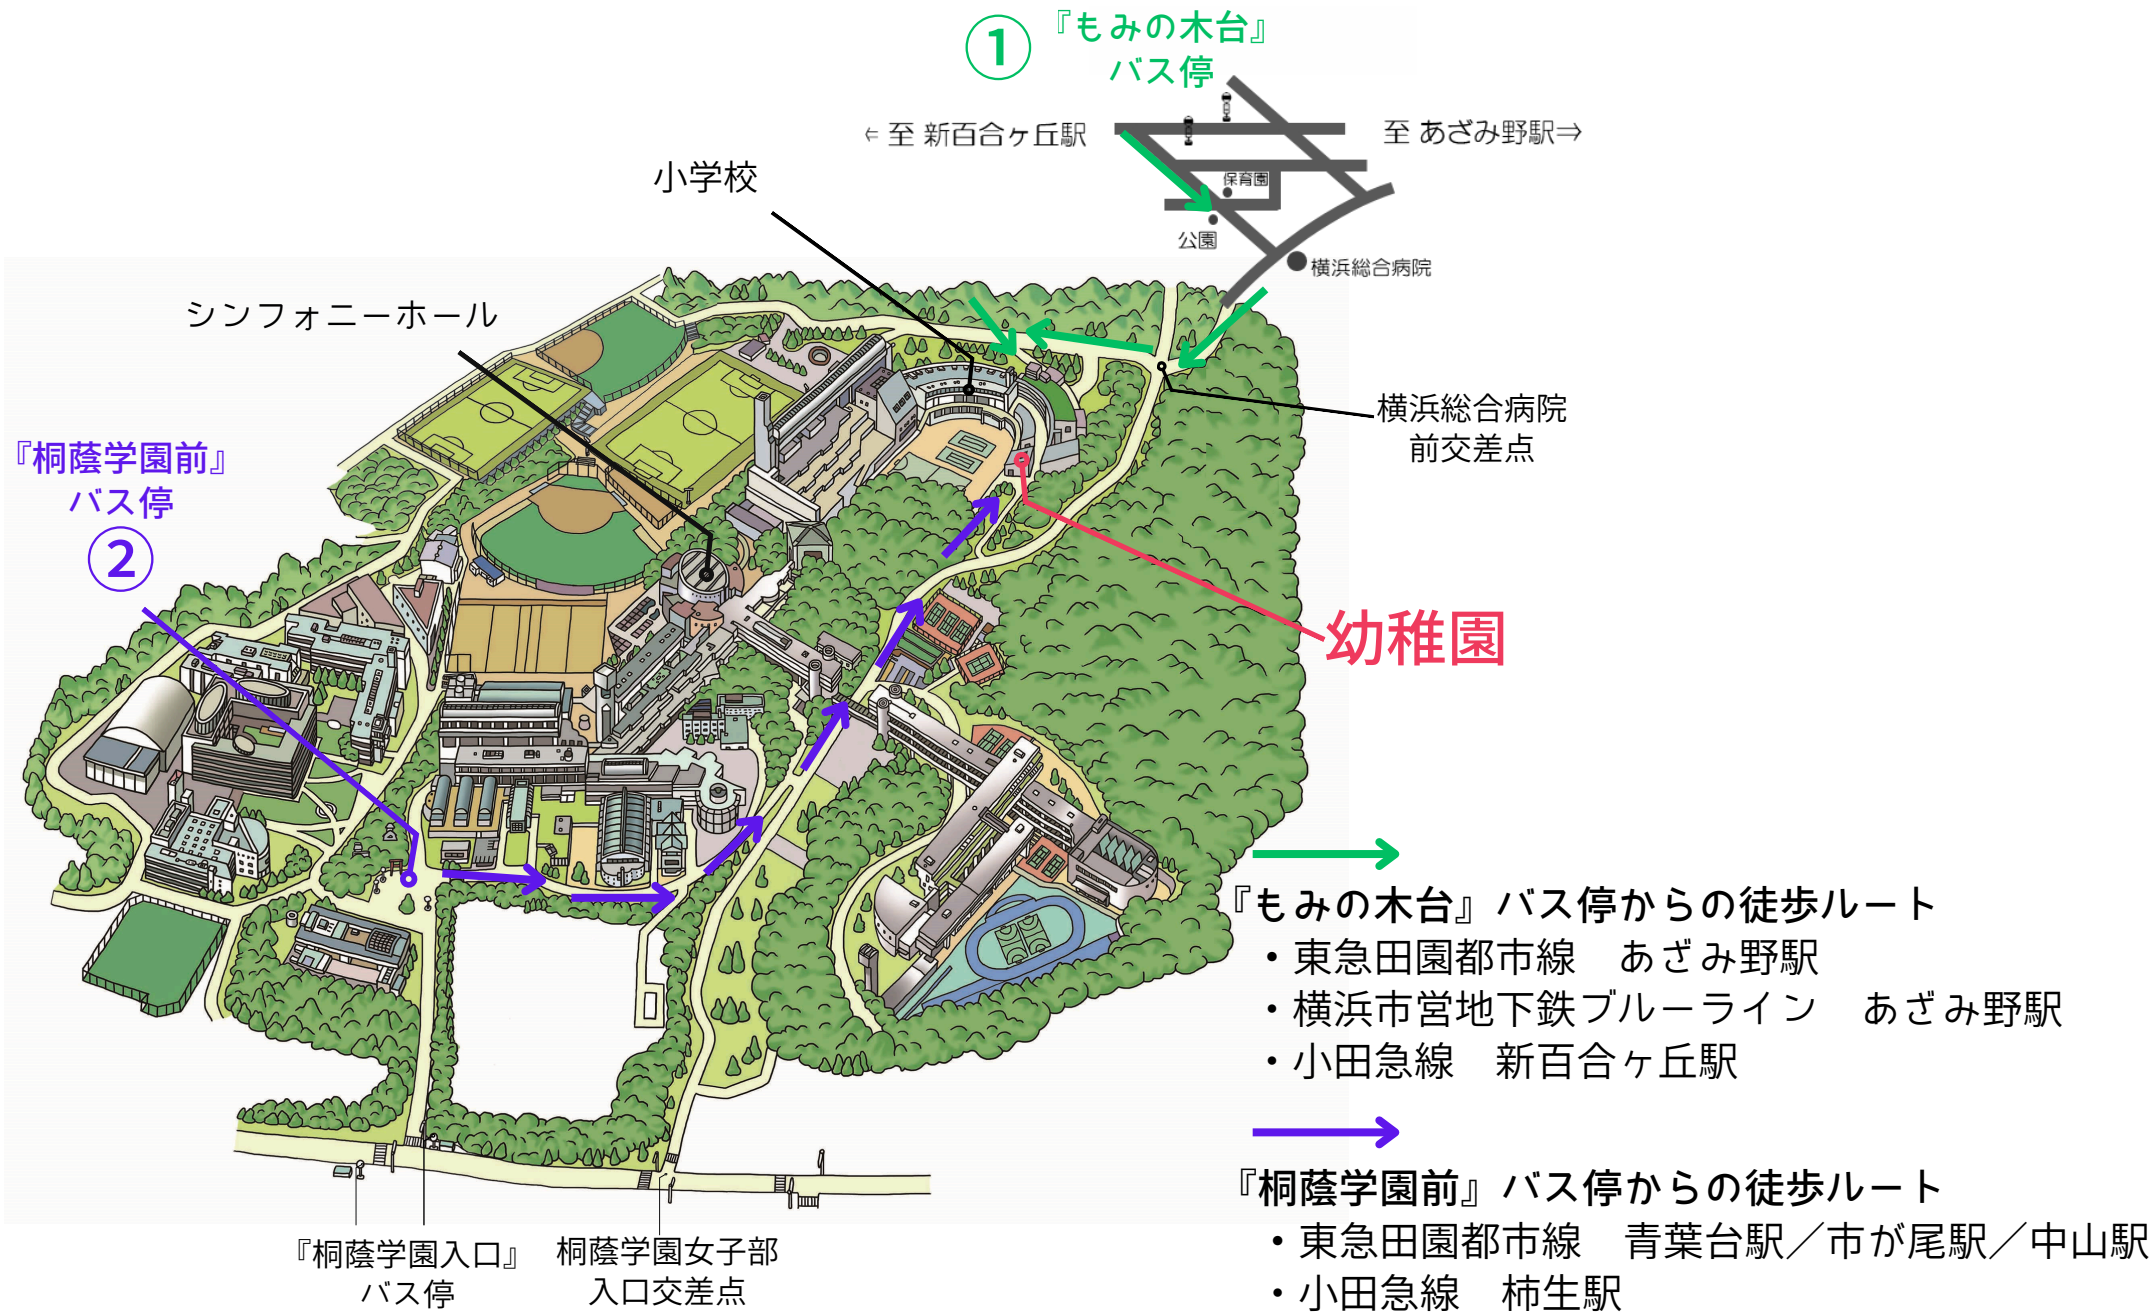 ①
『もみの木台』
バス停
⇐ 至 新百合ヶ丘駅
至 あざみ野駅⇒
保育園
公園
横浜総合病院
小学校
シンフォニーホール
横浜総合病院
前交差点
『桐蔭学園前』
バス停
②
幼稚園
『もみの木台』バス停からの徒歩ルート
・東急田園都市線　あざみ野駅
・横浜市営地下鉄ブルーライン　あざみ野駅
・小田急線　新百合ヶ丘駅
『桐蔭学園前』バス停からの徒歩ルート
・東急田園都市線　青葉台駅／市が尾駅／中山駅
・小田急線　柿生駅
『桐蔭学園入口』
バス停
桐蔭学園女子部
入口交差点